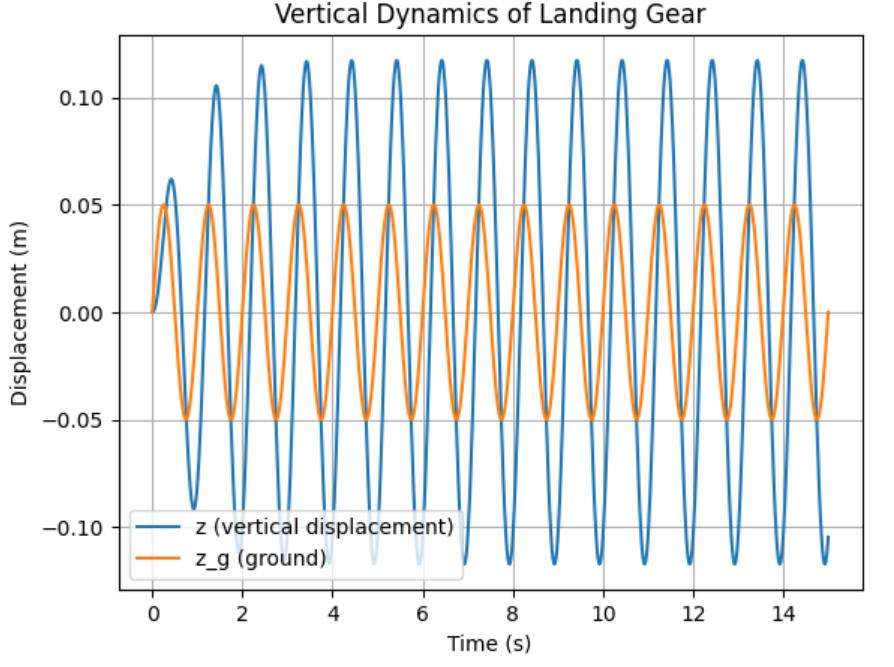 Vertical Dynamics of Landing Gear
Displacement (m)
0.10
0.05
0.00
−0.05
−0.10
z (vertical displacement)
z_g (ground)
0 2 4 6 8 10 12 14
Time (s)